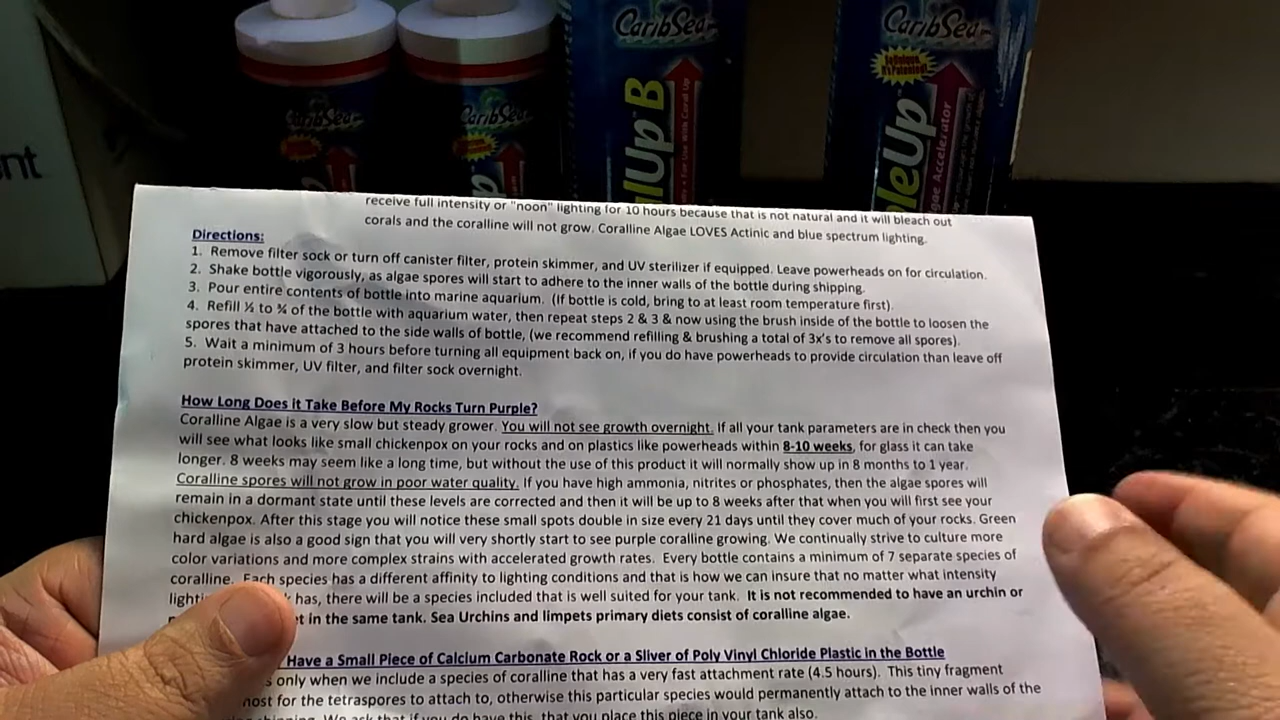 CaribSea
CaribSea
CaribSea
CaribSea
lUp B
For Use With Coral Up
leUp
Accelerator
nt
receive full intensity or "noon" lighting for 10 hours because that is not natural and it will bleach out
corals and the coralline will not grow. Coralline Algae LOVES Actinic and blue spectrum lighting.
Directions:
1. Remove filter sock or turn off canister filter, protein skimmer, and UV sterilizer if equipped. Leave powerheads on for circulation.
2. Shake bottle vigorously, as algae spores will start to adhere to the inner walls of the bottle during shipping.
3. Pour entire contents of bottle into marine aquarium. (If bottle is cold, bring to at least room temperature first).
4. Refill ½ to ¾ of the bottle with aquarium water, then repeat steps 2 & 3 & now using the brush inside of the bottle to loosen the
spores that have attached to the side walls of bottle, (we recommend refilling & brushing a total of 3x's to remove all spores).
5. Wait a minimum of 3 hours before turning all equipment back on, if you do have powerheads to provide circulation than leave off
protein skimmer, UV filter, and filter sock overnight.
How Long Does it Take Before My Rocks Turn Purple?
Coralline Algae is a very slow but steady grower. You will not see growth overnight. If all your tank parameters are in check then you
will see what looks like small chickenpox on your rocks and on plastics like powerheads within 8-10 weeks, for glass it can take
longer. 8 weeks may seem like a long time, but without the use of this product it will normally show up in 8 months to 1 year.
Coralline spores will not grow in poor water quality. If you have high ammonia, nitrites or phosphates, then the algae spores will
remain in a dormant state until these levels are corrected and then it will be up to 8 weeks after that when you will first see your
chickenpox. After this stage you will notice these small spots double in size every 21 days until they cover much of your rocks. Green
hard algae is also a good sign that you will very shortly start to see purple coralline growing. We continually strive to culture more
color variations and more complex strains with accelerated growth rates. Every bottle contains a minimum of 7 separate species of
coralline. Each species has a different affinity to lighting conditions and that is how we can insure that no matter what intensity
lighti has, there will be a species included that is well suited for your tank. It is not recommended to have an urchin or
t in the same tank. Sea Urchins and limpets primary diets consist of coralline algae.
Have a Small Piece of Calcium Carbonate Rock or a Sliver of Poly Vinyl Chloride Plastic in the Bottle
s only when we include a species of coralline that has a very fast attachment rate (4.5 hours). This tiny fragment
host for the tetraspores to attach to, otherwise this particular species would permanently attach to the inner walls of the
shipping. We ask that if you do have this, that you place this piece in your tank also.